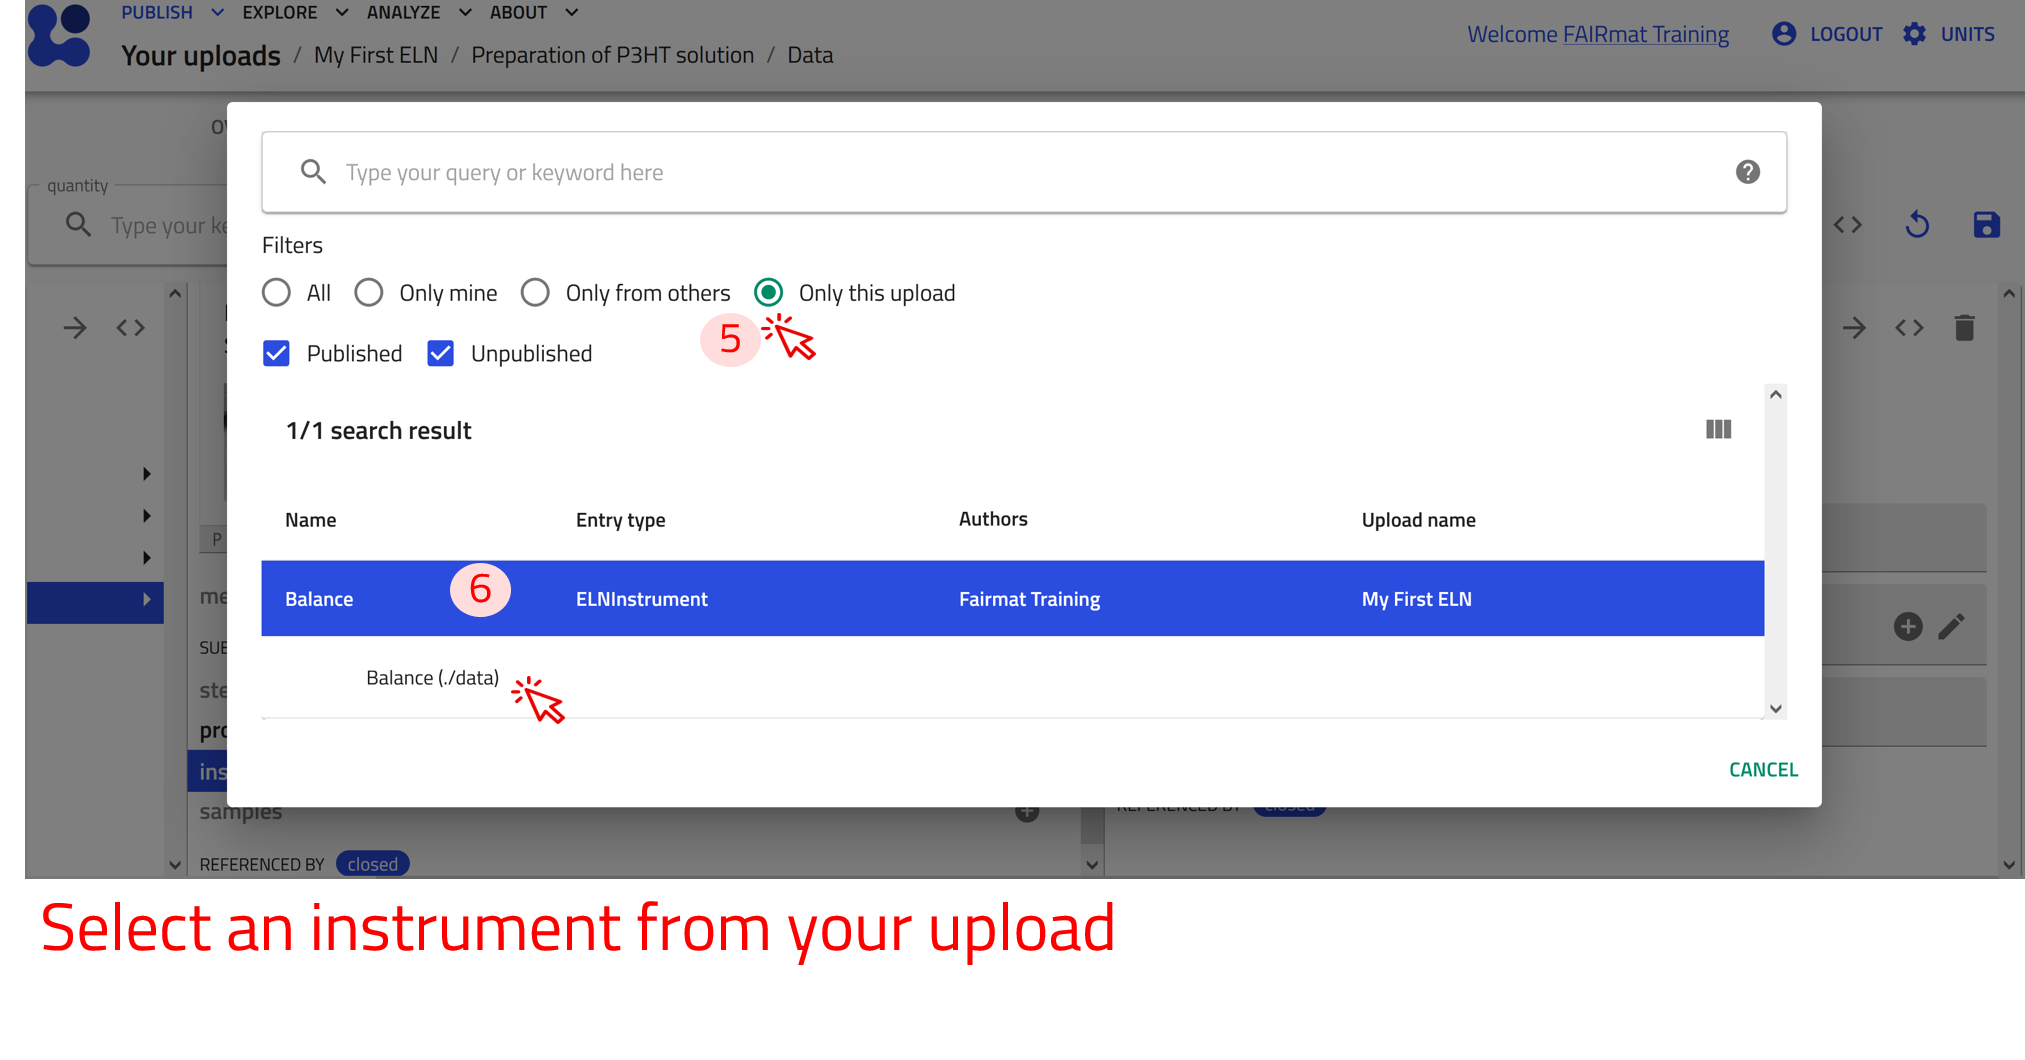 PUBLISH EXPLORE ANALYZE ABOUT
Your uploads / My First ELN / Preparation of P3HT solution / Data
Welcome FAIRmat Training LOGOUT UNITS
quantity
Type your
Type your query or keyword here
Filters
All Only mine Only from others Only this upload
5
Published Unpublished
1/1 search result
Name Entry type Authors Upload name
Balance 6 ELNInstrument Fairmat Training My First ELN
Balance (./data)
CANCEL
samples
REFERENCED BY closed
REFERENCED BY closed
Select an instrument from your upload